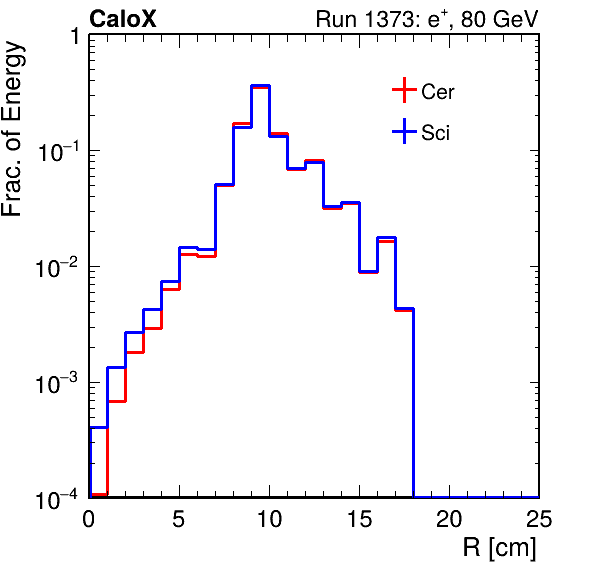 CaloX Run 1373: e⁺, 80 GeV
Frac. of Energy
1
10⁻¹
10⁻²
10⁻³
10⁻⁴
Cer
Sci
0 5 10 15 20 25
R [cm]